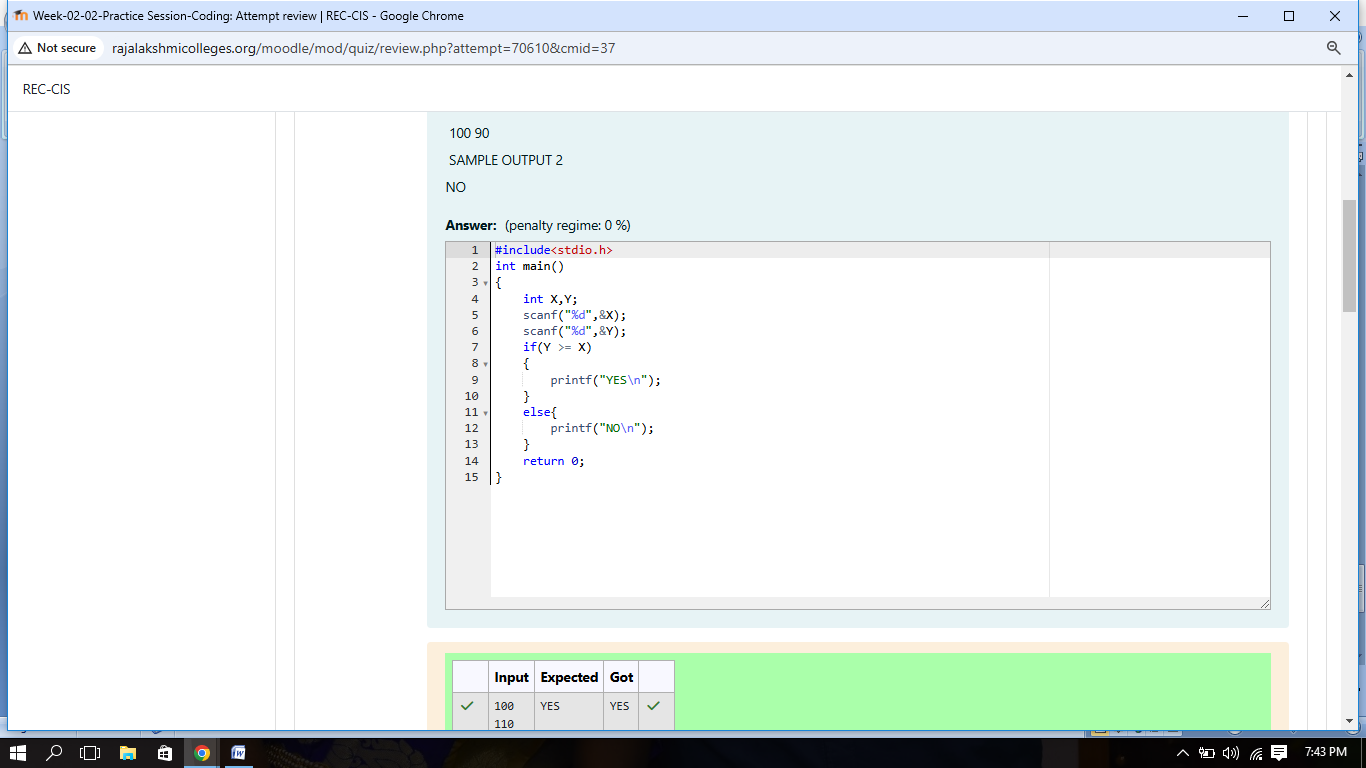 Week-02-02-Practice Session-Coding: Attempt review | REC-CIS - Google Chrome
Not secure rajalakshmicolleges.org/moodle/mod/quiz/review.php?attempt=70610&cmid=37
REC-CIS
100 90
SAMPLE OUTPUT 2
NO
Answer: (penalty regime: 0 %)
1 #include<stdio.h>
2 int main()
3 {
4 int X,Y;
5 scanf("%d",&X);
6 scanf("%d",&Y);
7 if(Y >= X)
8 {
9 printf("YES\n");
10 }
11 else{
12 printf("NO\n");
13 }
14 return 0;
15 }
Input Expected Got
100 YES YES
110
7:43 PM